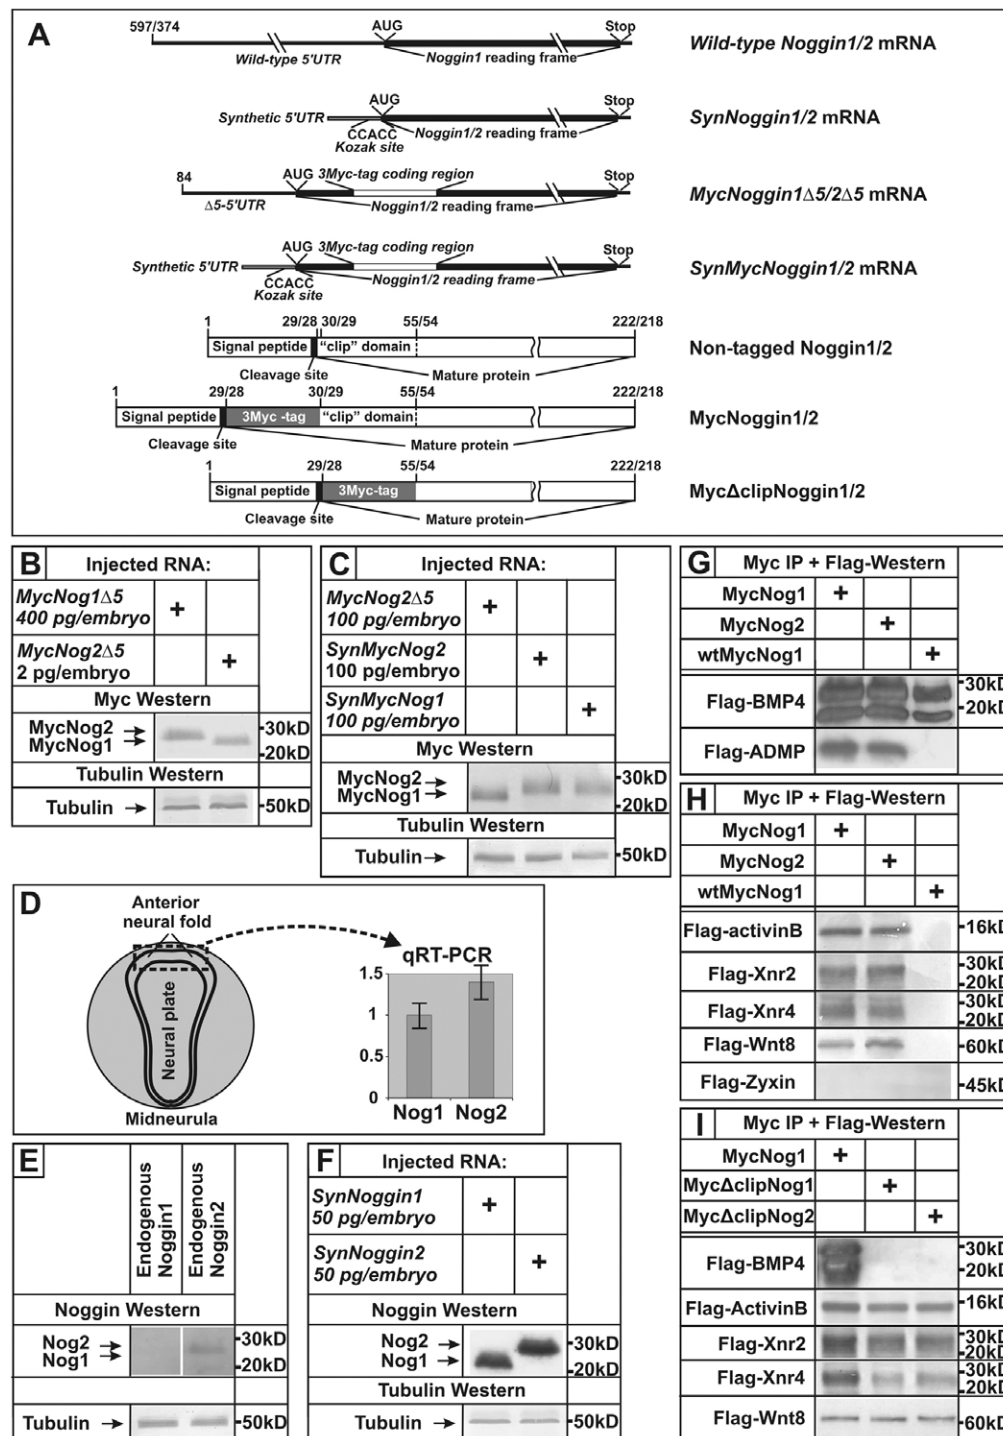 A
597/374
AUG
Stop
Wild-type 5'UTR
Noggin1 reading frame
Wild-type Noggin1/2 mRNA
AUG
Stop
Synthetic 5'UTR
CCACC
Kozak site
Noggin1/2 reading frame
SynNoggin1/2 mRNA
84
AUG
3Myc-tag coding region
Stop
Δ5-5'UTR
Noggin1/2 reading frame
MycNoggin1Δ5/2Δ5 mRNA
AUG
3Myc-tag coding region
Stop
Synthetic 5'UTR
CCACC
Kozak site
Noggin1/2 reading frame
SynMycNoggin1/2 mRNA
1
29/28
30/29
55/54
222/218
Signal peptide
"clip" domain
Cleavage site
Mature protein
Non-tagged Noggin1/2
1
29/28
30/29
55/54
222/218
Signal peptide
3Myc -tag
"clip" domain
Cleavage site
Mature protein
MycNoggin1/2
1
29/28
55/54
222/218
Signal peptide
3Myc-tag
Cleavage site
Mature protein
MycΔclipNoggin1/2
B
Injected RNA:
MycNog1Δ5
400 pg/embryo
+
MycNog2Δ5
2 pg/embryo
+
Myc Western
MycNog2
MycNog1
-30kD
-20kD
Tubulin Western
Tubulin
-50kD
C
Injected RNA:
MycNog2Δ5
100 pg/embryo
+
SynMycNog2
100 pg/embryo
+
SynMycNog1
100 pg/embryo
+
Myc Western
MycNog2
MycNog1
-30kD
-20kD
Tubulin Western
Tubulin
-50kD
D
Anterior
neural fold
Neural plate
Midneurula
qRT-PCR
1.5
1
0.5
0
Nog1
Nog2
E
Endogenous
Noggin1
Endogenous
Noggin2
Noggin Western
Nog2
Nog1
-30kD
-20kD
Tubulin Western
Tubulin
-50kD
F
Injected RNA:
SynNoggin1
50 pg/embryo
+
SynNoggin2
50 pg/embryo
+
Noggin Western
Nog2
Nog1
-30kD
-20kD
Tubulin Western
Tubulin
-50kD
G
Myc IP + Flag-Western
MycNog1
+
MycNog2
+
wtMycNog1
+
Flag-BMP4
-30kD
-20kD
Flag-ADMP
H
Myc IP + Flag-Western
MycNog1
+
MycNog2
+
wtMycNog1
+
Flag-activinB
-16kD
Flag-Xnr2
-30kD
-20kD
Flag-Xnr4
-30kD
-20kD
Flag-Wnt8
-60kD
Flag-Zyxin
-45kD
I
Myc IP + Flag-Western
MycNog1
+
MycΔclipNog1
+
MycΔclipNog2
+
Flag-BMP4
-30kD
-20kD
Flag-ActivinB
-16kD
Flag-Xnr2
-30kD
-20kD
Flag-Xnr4
-30kD
-20kD
Flag-Wnt8
-60kD